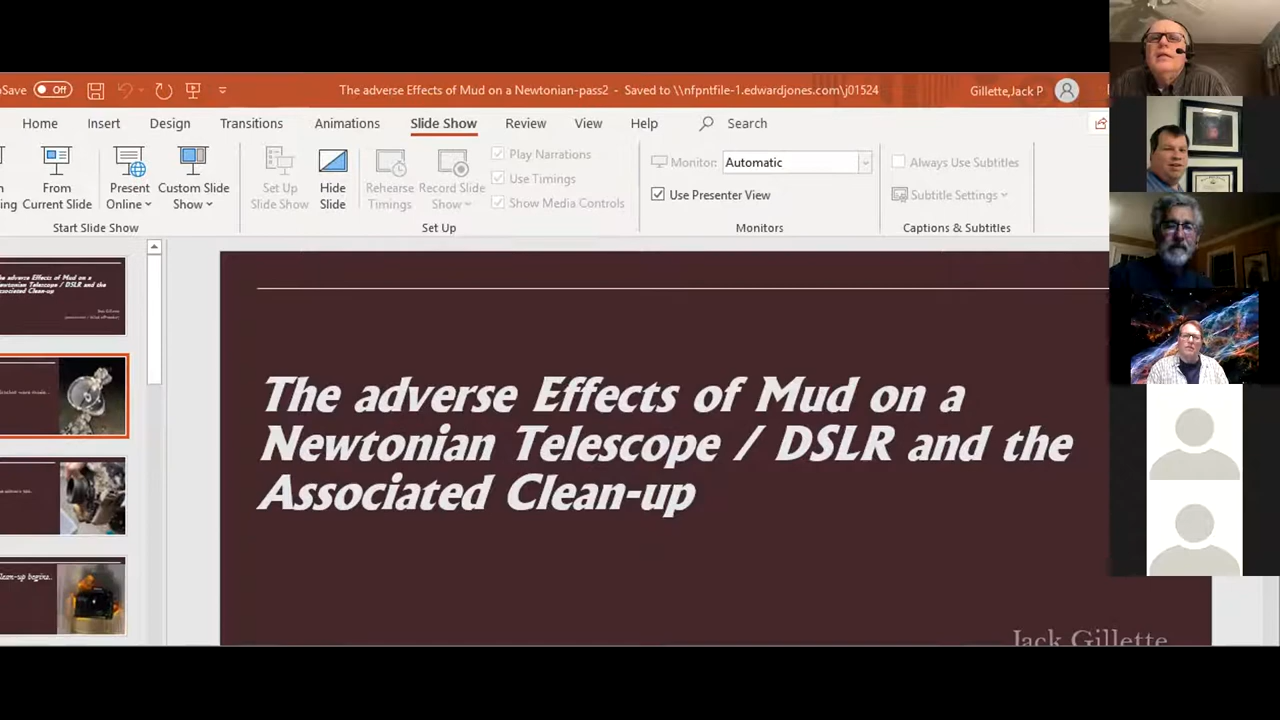 Save Off The adverse Effects of Mud on a Newtonian-pass2 - Saved to \\nfpntfile-1.edwardjones.com\j01524 Gillette,Jack P
Home Insert Design Transitions Animations Slide Show Review View Help Search
From
Current Slide
Present
Online
Custom Slide
Show
Start Slide Show
Set Up
Slide Show
Hide
Slide
Rehearse
Timings
Record Slide
Show
Play Narrations
Use Timings
Show Media Controls
Set Up
Monitor: Automatic
Use Presenter View
Monitors
Always Use Subtitles
Subtitle Settings
Captions & Subtitles
The adverse Effects of Mud on a
Newtonian Telescope / DSLR and the
Associated Clean-up
Jack Gillette